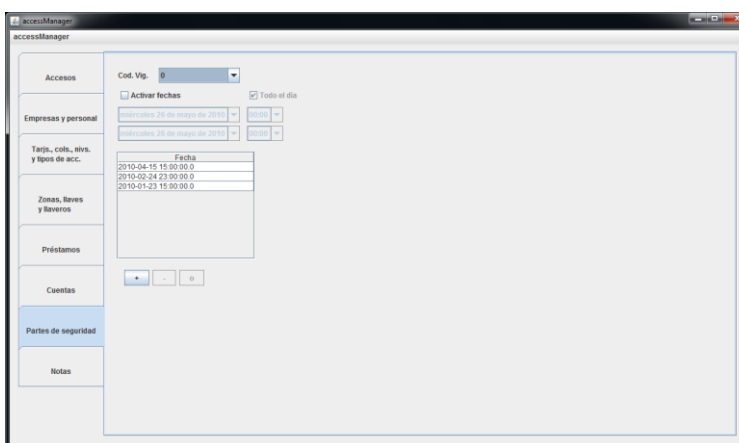 accessManager
accessManager
Accesos
Empresas y personal
Tarjs., cols., nivs.
y tipos de acc.
Zonas, llaves
y llaveros
Préstamos
Cuentas
Partes de seguridad
Notas
Cod. Vig. 0
Activar fechas Todo el día
miércoles 26 de mayo de 2010 00:00
miércoles 26 de mayo de 2010 00:00
Fecha
2010-04-15 15:00:00.0
2010-02-24 23:00:00.0
2010-01-23 15:00:00.0
+ - o